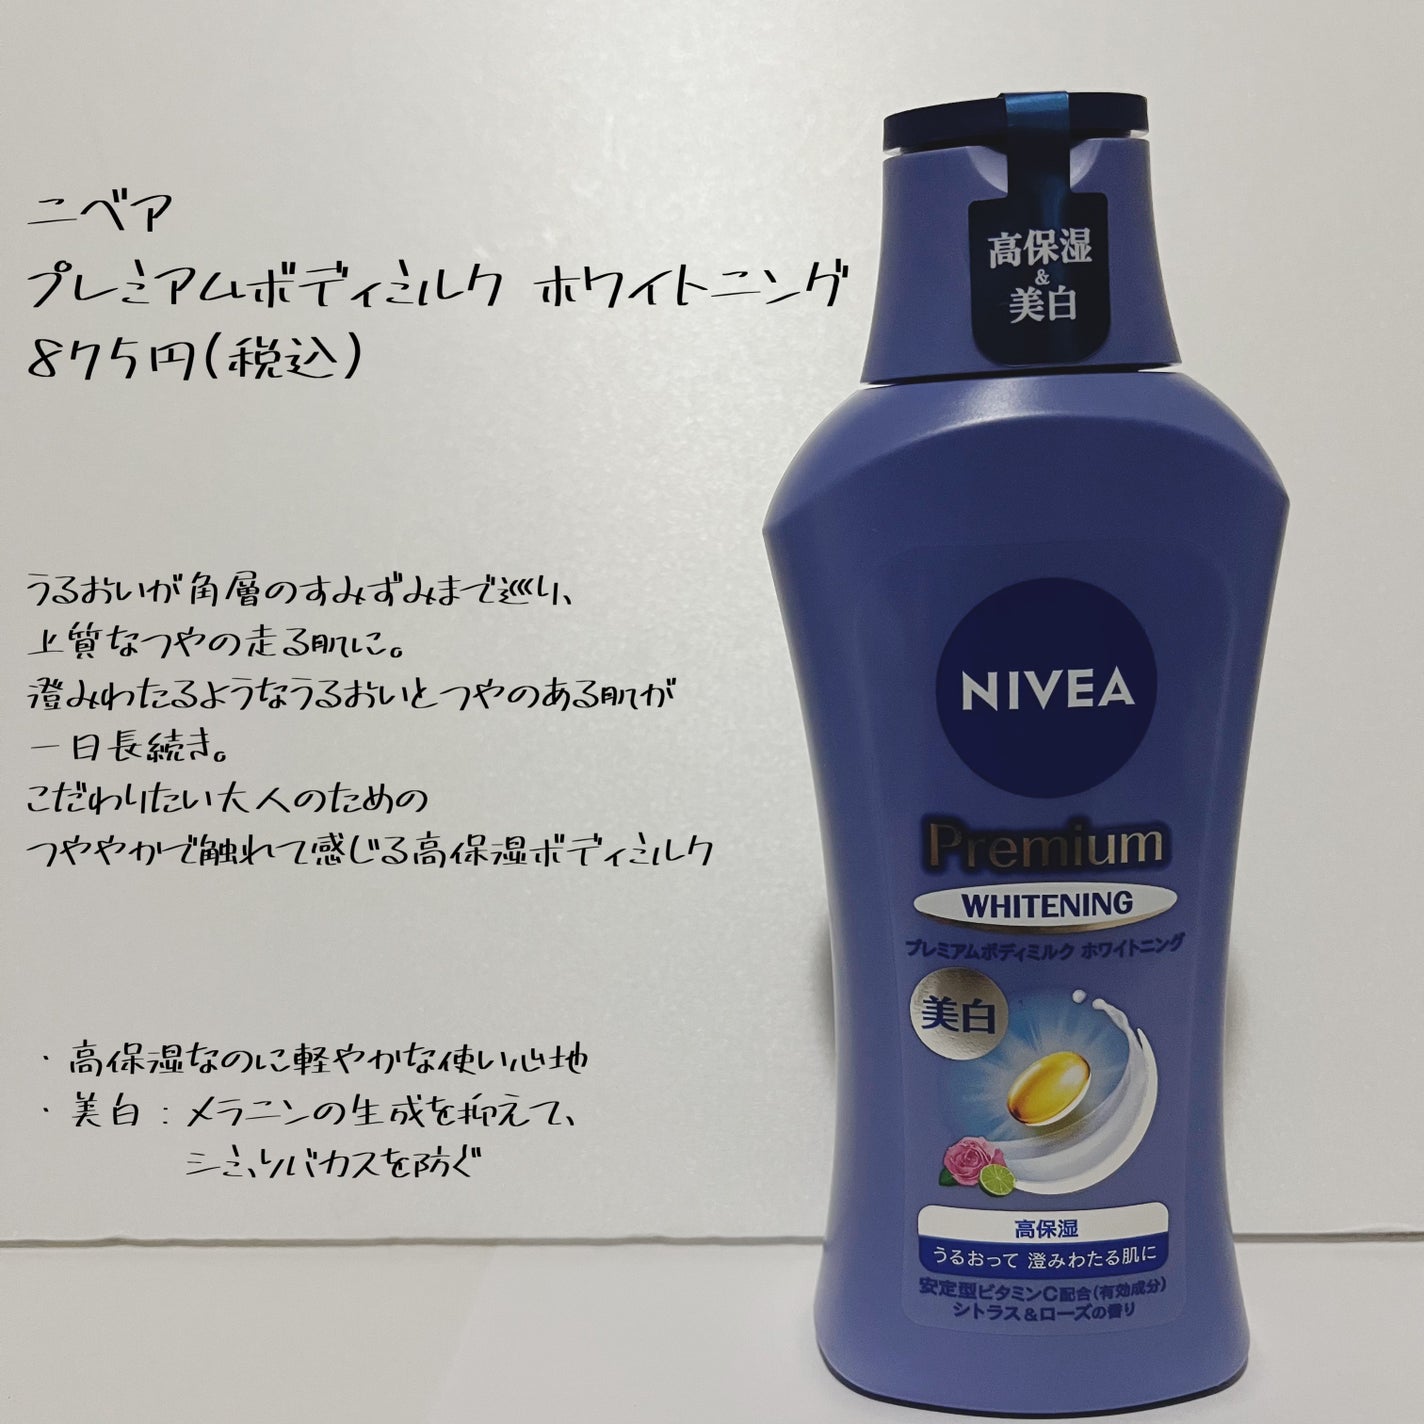 ニベア
プレミアムボディミルク ホワイトニング
875円(税込)
うるおいが角層のすみずみまで巡り、
上質なつやの走る肌に。
澄みわたるようなうるおいとつやのある肌が
一日長続き。
こだわりたい大人のための
つややかで触れて感じる高保湿ボディミルク
・高保湿なのに軽やかな使い心地
・美白:メラニンの生成を抑えて、
シミ、ソバカスを防ぐ
高保湿
&
美白
NIVEA
Premium
WHITENING
プレミアムボディミルク ホワイトニング
美白
高保湿
うるおって 澄みわたる肌に
安定型ビタミンC配合(有効成分)
シトラス&ローズの香り